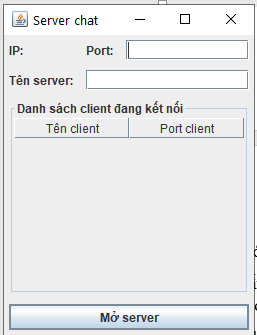 Server chat
IP: Port:
Tên server:
Danh sách client đang kết nối
Tên client Port client
Mở server